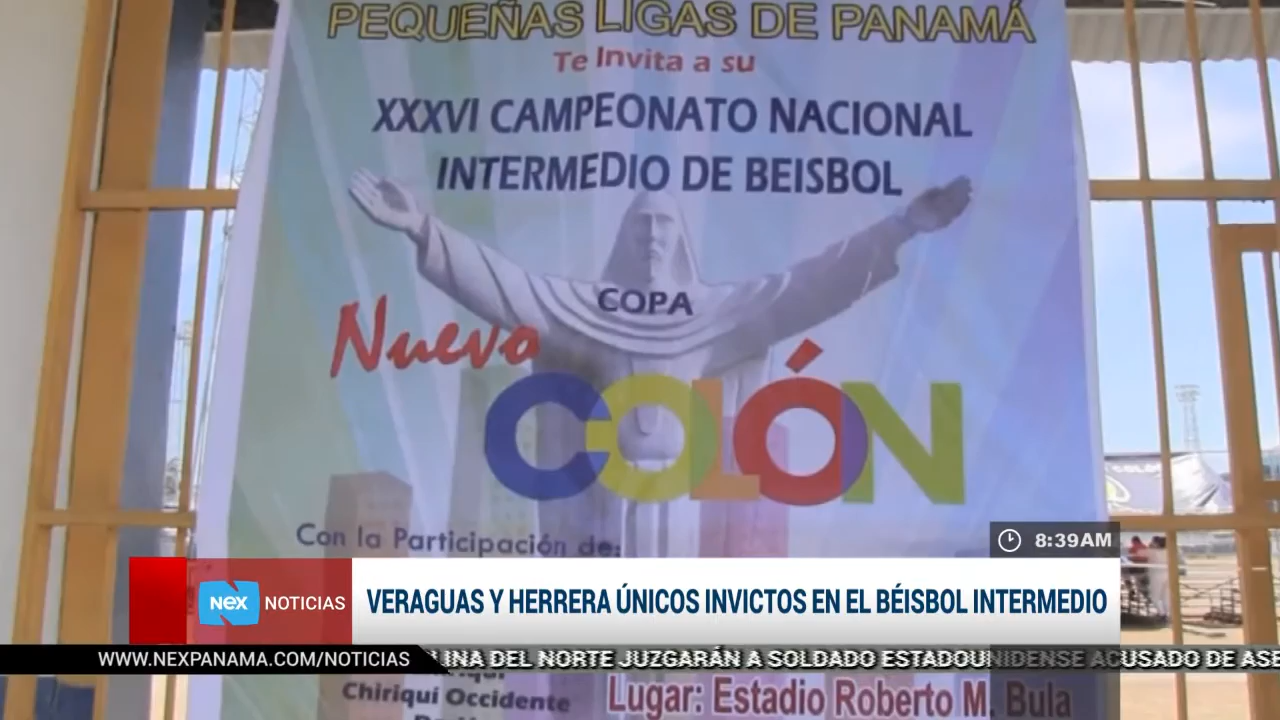 PEQUEÑAS LIGAS DE PANAMÁ
Te Invita a su
XXXVI CAMPEONATO NACIONAL
INTERMEDIO DE BEISBOL
COPA
Nuevo
COLÓN
Con la Participación de:
8:39AM
nex NOTICIAS
VERAGUAS Y HERRERA ÚNICOS INVICTOS EN EL BÉISBOL INTERMEDIO
WWW.NEXPANAMA.COM/NOTICIAS
LINA DEL NORTE JUZGARÁN A SOLDADO ESTADOUNIDENSE ACUSADO DE ASE
Chiriquí Occidente
Lugar: Estadio Roberto M. Bula